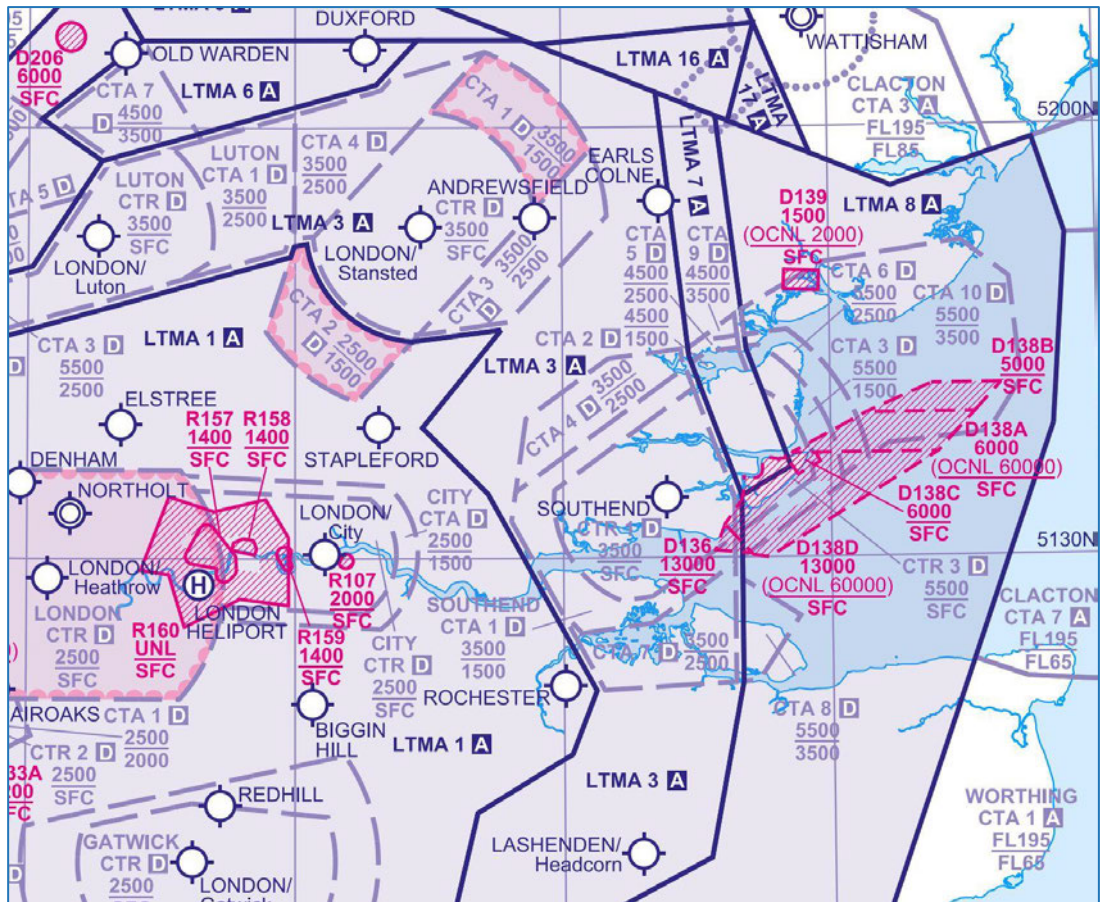 DUXFORD
D206
6000
SFC
OLD WARDEN
CTA 7 D
4500
3500
LTMA 6 A
LTMA 16 A
WATTISHAM
LTMA
17 A
CLACTON
CTA 3 A
FL195
FL85
5200N
CTA 5 D
LUTON
CTR D
3500
SFC
LUTON
CTA 1 D
3500
2500
CTA 4 D
3500
2500
CTA 1 D
3500
1500
EARLS
COLNE
LTMA 7 A
LTMA 3 A
ANDREWSFIELD
CTR D
3500
SFC
LONDON/
Stansted
LONDON/
Luton
CTA 3 D
3500
2500
D139
1500
(OCNL 2000)
SFC
LTMA 8 A
CTA
5 D
4500
2500
4500
1500
CTA
9 D
4500
3500
CTA 6 D
5500
2500
CTA 10 D
5500
3500
LTMA 1 A
CTA 2 D
2500
1500
CTA 3 D
5500
2500
CTA 2 D
LTMA 3 A
CTA 3 D
5500
1500
D138B
5000
SFC
CTA 4 D
3500
2500
ELSTREE
R157
1400
SFC
R158
1400
SFC
STAPLEFORD
D138A
6000
(OCNL 60000)
SFC
DENHAM
NORTHOLT
LONDON/
City
CITY
CTA D
2500
1500
SOUTHEND
CTR 1 D
3500
SFC
D138C
6000
SFC
D136
13000
SFC
D138D
13000
(OCNL 60000)
SFC
5130N
LONDON/
Heathrow
H
LONDON
HELIPORT
LONDON
CTR D
2500
SFC
R160
UNL
SFC
R159
1400
SFC
R107
2000
SFC
CITY
CTR D
2500
SFC
SOUTHEND
CTA 1 D
3500
1500
CTR 3 D
5500
SFC
CTA 7 D
3500
2500
CLACTON
CTA 7 A
FL195
FL65
ROCHESTER
AIROAKS
CTA 1 D
2500
2000
BIGGIN
HILL
LTMA 1 A
CTA 8 D
5500
3500
CTR 2 D
2500
SFC
33A
200
FC
REDHILL
LTMA 3 A
WORTHING
CTA 1 A
FL195
FL65
GATWICK
CTR D
2500
LONDON/
LASHENDEN/
Headcorn